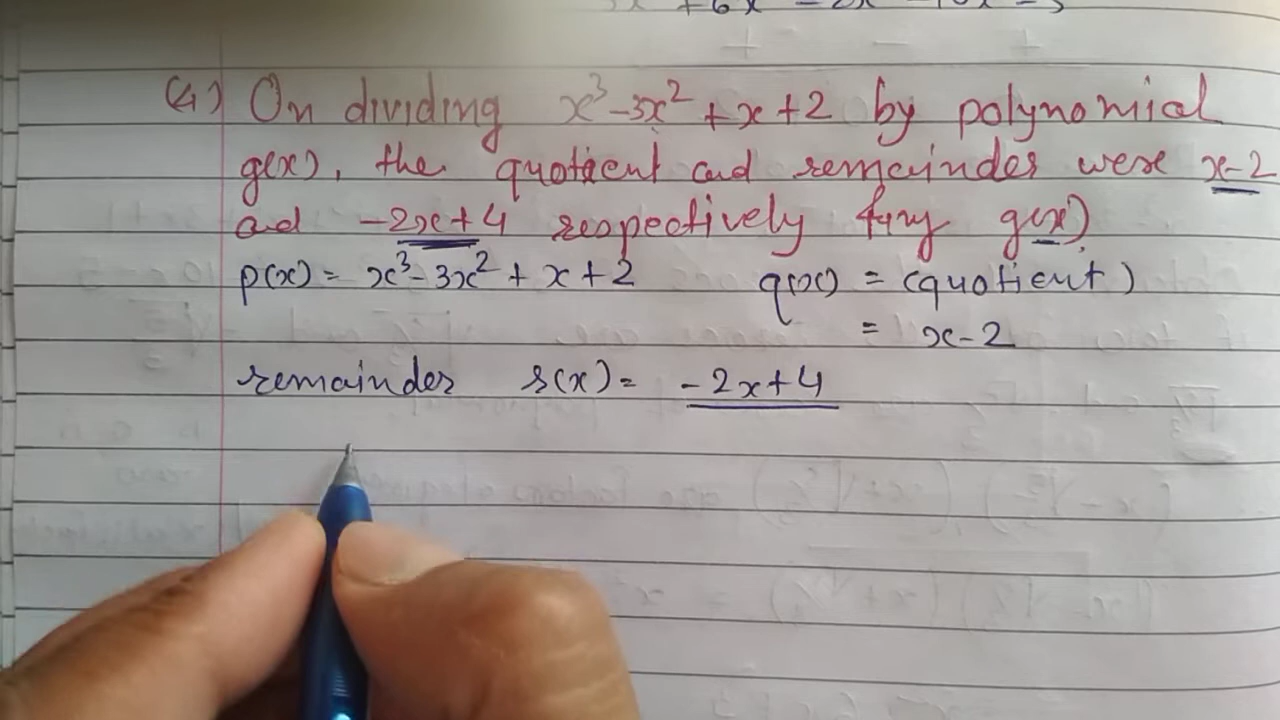 (4) On dividing x³-3x²+x+2 by polynomial
g(x), the quotient and remainder were x-2
and -2x+4 respectively g(x)
p(x) = x³-3x²+x+2 q(x) = (quotient)
= x-2
remainder r(x) = -2x+4